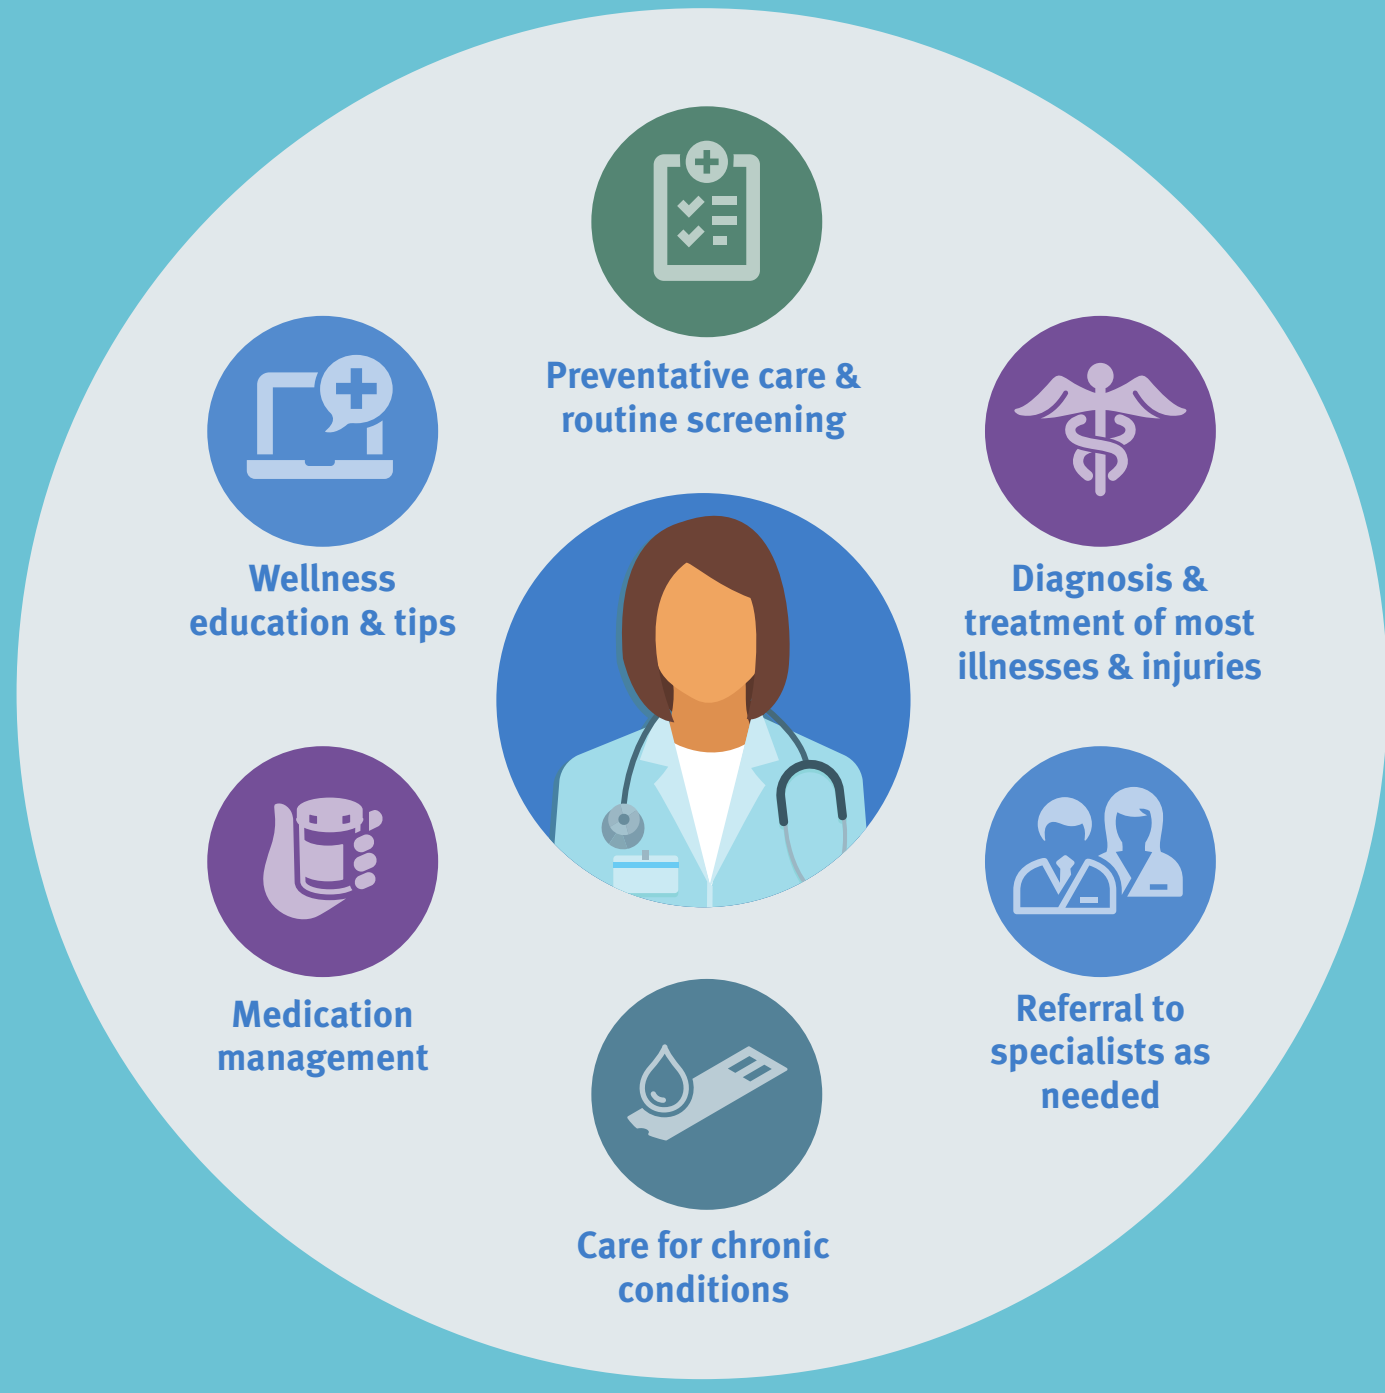 Preventative care &
routine screening
Wellness
education & tips
Diagnosis &
treatment of most
illnesses & injuries
Medication
management
Referral to
specialists as
needed
Care for chronic
conditions